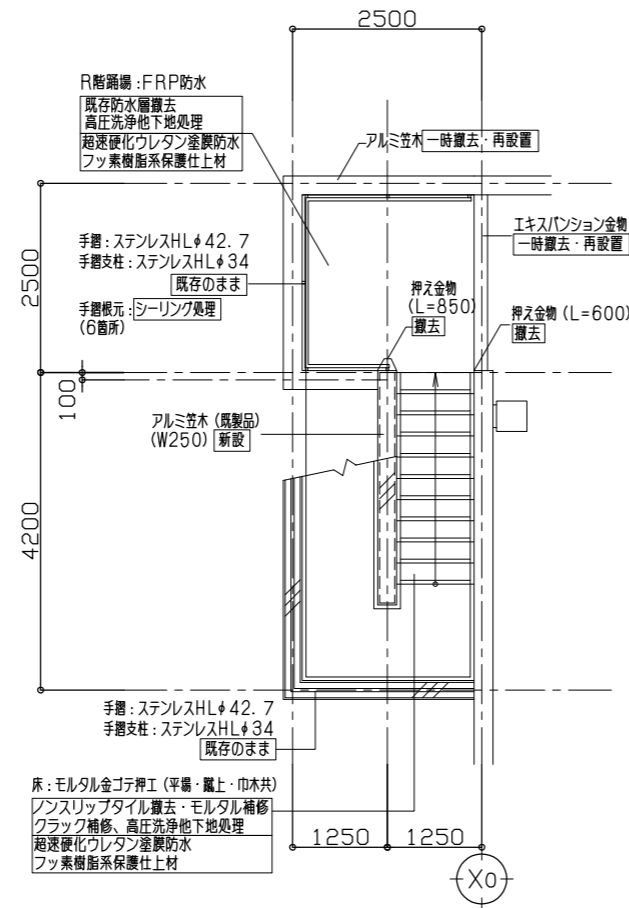 2500
R階踊場:FRP防水
既存防水層撤去
高圧洗浄他下地処理
超速硬化ウレタン塗膜防水
フッ素樹脂系保護仕上材
アルミ笠木 一時撤去・再設置
エキスパンション金物
一時撤去・再設置
手摺:ステンレスHLφ42.7
手摺支柱:ステンレスHLφ34
既存のまま
手摺根元:シーリング処理
(6箇所)
2500
押え金物
(L=850)
撤去
押え金物 (L=600)
撤去
100
アルミ笠木 (既製品)
(W250) 新設
4200
手摺:ステンレスHLφ42.7
手摺支柱:ステンレスHLφ34
既存のまま
床:モルタル金ゴテ押エ (平場・蹴上・巾木共)
ノンスリップタイル撤去・モルタル補修
クラック補修、高圧洗浄他下地処理
超速硬化ウレタン塗膜防水
フッ素樹脂系保護仕上材
1250
1250
X0